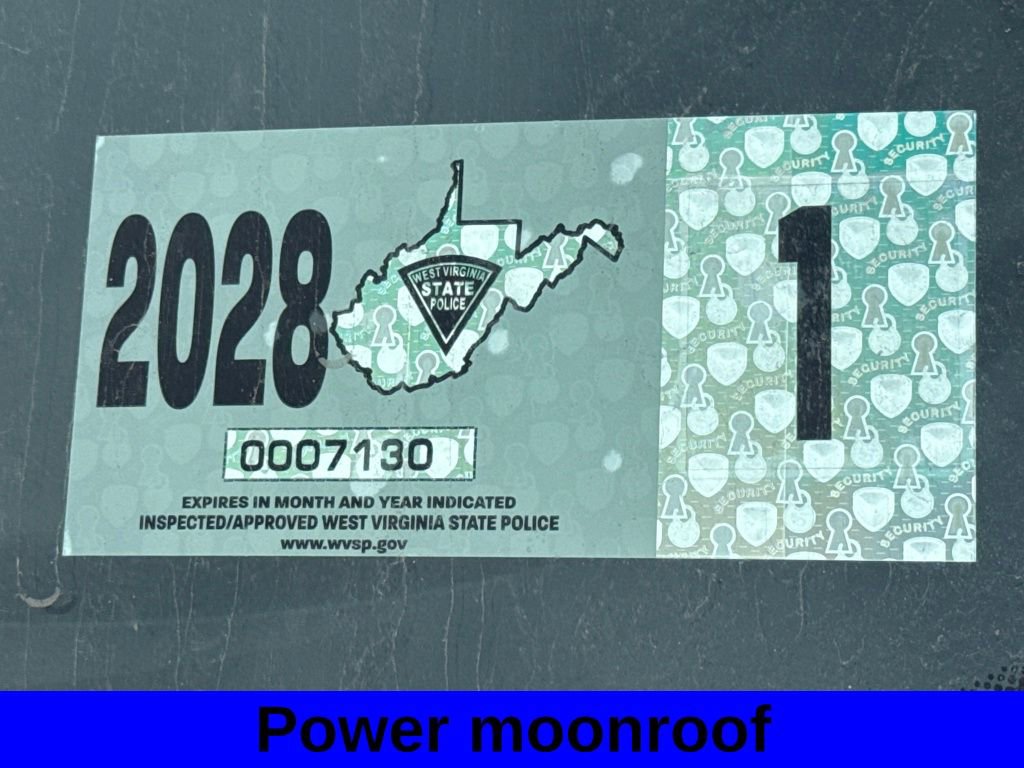 2028
WEST VIRGINIA
STATE
POLICE
1
0007130
EXPIRES IN MONTH AND YEAR INDICATED
INSPECTED/APPROVED WEST VIRGINIA STATE POLICE
www.wvsp.gov
SECURITY
Power moonroof